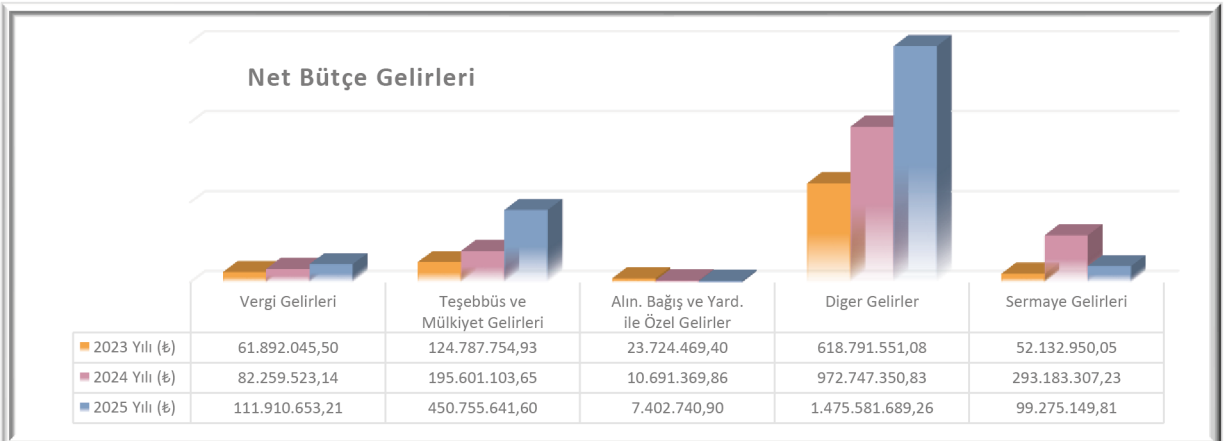 Net Bütçe Gelirleri
Vergi Gelirleri
Teşebbüs ve
Mülkiyet Gelirleri
Alın. Bağış ve Yard.
ile Özel Gelirler
Diger Gelirler
Sermaye Gelirleri
2023 Yılı (₺) 61.892.045,50 124.787.754,93 23.724.469,40 618.791.551,08 52.132.950,05
2024 Yılı (₺) 82.259.523,14 195.601.103,65 10.691.369,86 972.747.350,83 293.183.307,23
2025 Yılı (₺) 111.910.653,21 450.755.641,60 7.402.740,90 1.475.581.689,26 99.275.149,81